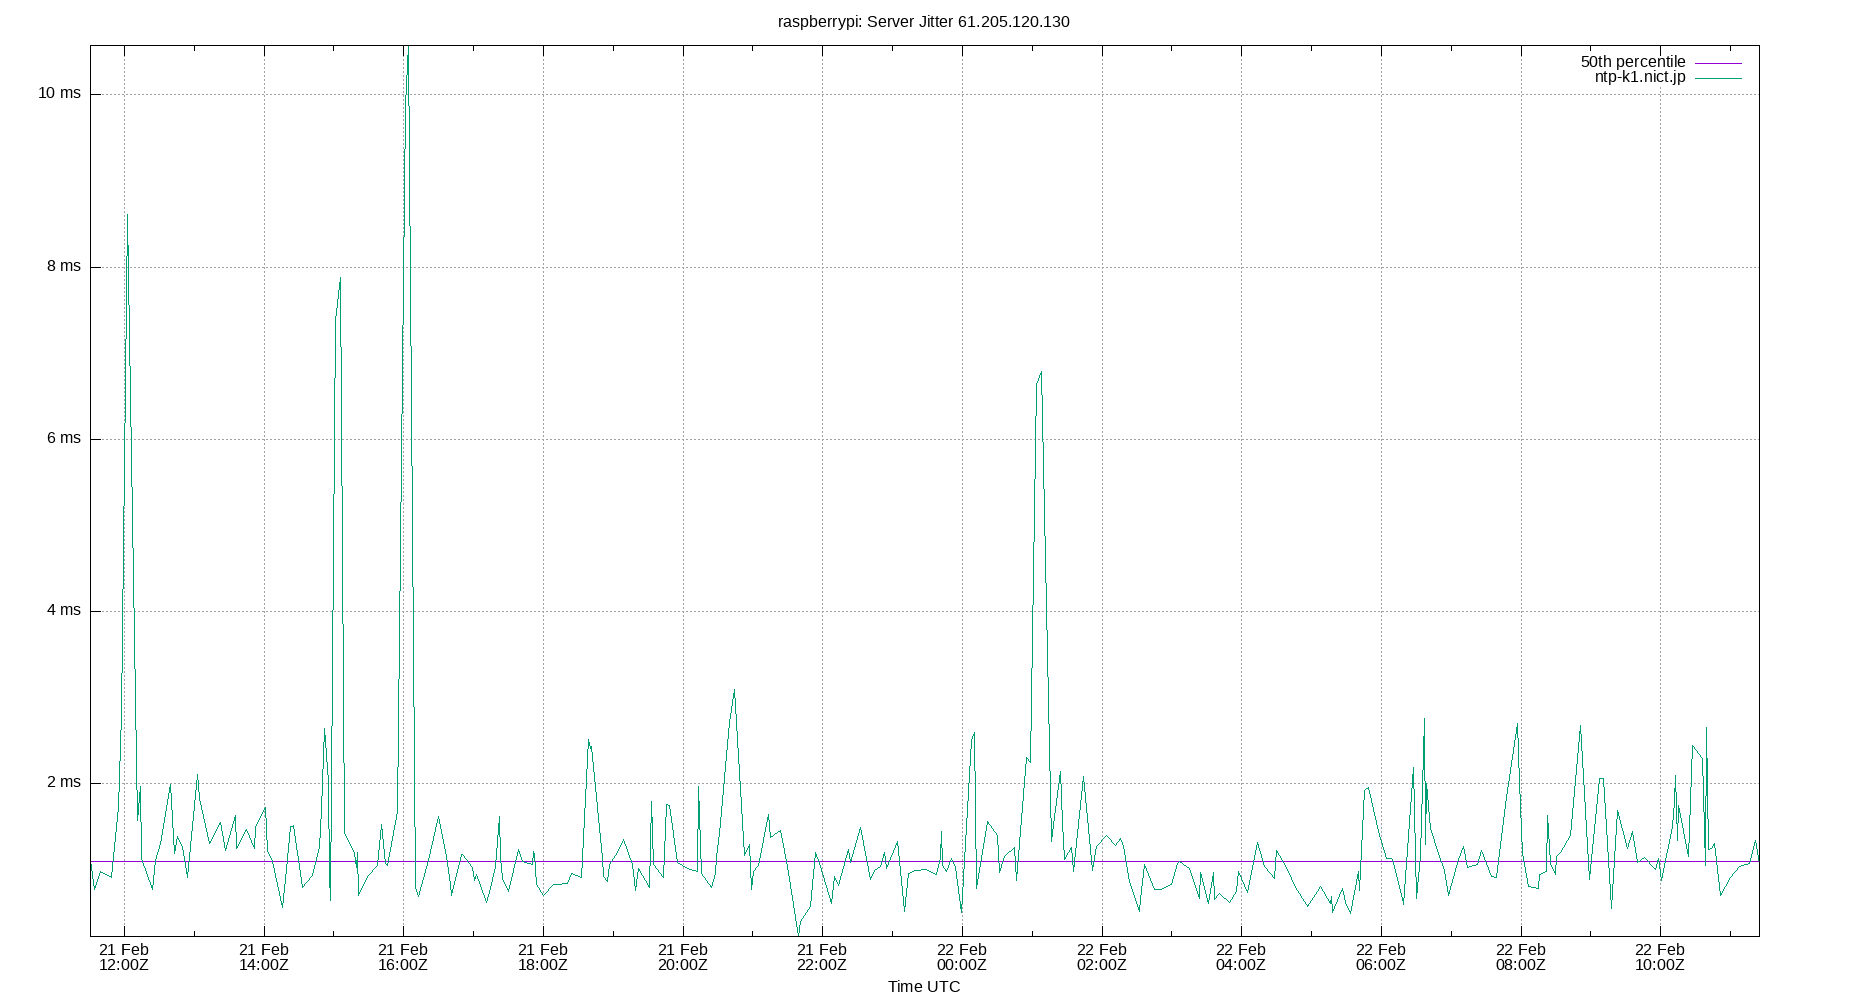 raspberrypi: Server Jitter 61.205.120.130
50th percentile
ntp-k1.nict.jp
10 ms
8 ms
6 ms
4 ms
2 ms
21 Feb 21 Feb 21 Feb 21 Feb 21 Feb 21 Feb 22 Feb 22 Feb 22 Feb 22 Feb 22 Feb 22 Feb
12:00Z 14:00Z 16:00Z 18:00Z 20:00Z 22:00Z 00:00Z 02:00Z 04:00Z 06:00Z 08:00Z 10:00Z
Time UTC